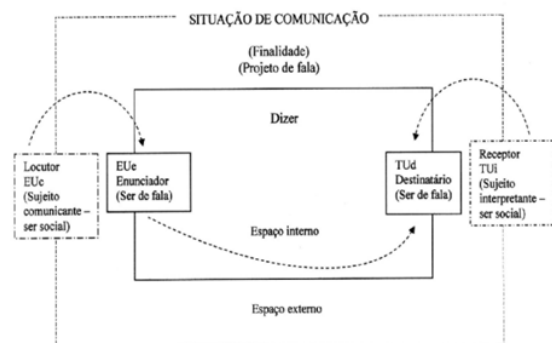 SITUAÇÃO DE COMUNICAÇÃO
(Finalidade)
(Projeto de fala)
Dizer
Locutor
EUc
(Sujeito
comunicante –
ser social)
EUe
Enunciador
(Ser de fala)
TUd
Destinatário
(Ser de fala)
Receptor
TUi
(Sujeito
interpretante –
ser social)
Espaço interno
Espaço externo